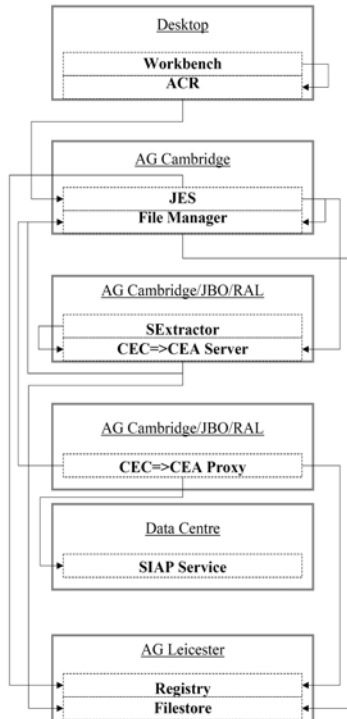 Desktop
Workbench
ACR
AG Cambridge
JES
File Manager
AG Cambridge/JBO/RAL
SExtractor
CEC=>CEA Server
AG Cambridge/JBO/RAL
CEC=>CEA Proxy
Data Centre
SIAP Service
AG Leicester
Registry
Filestore